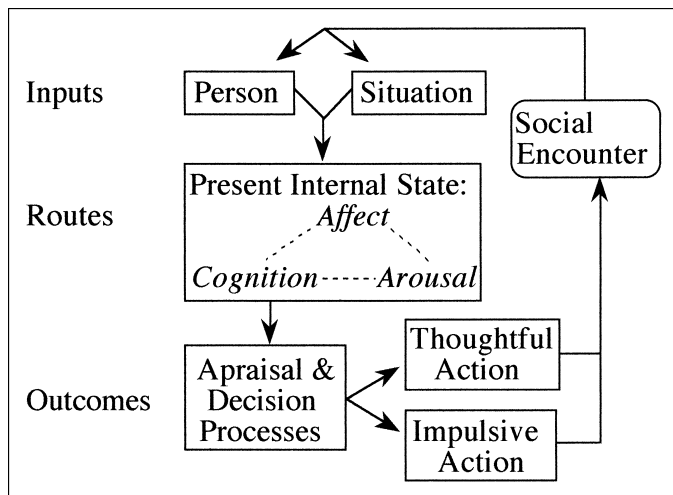 Inputs
Person
Situation
Social
Encounter
Routes
Present Internal State:
Affect
Cognition
Arousal
Outcomes
Apraisal &
Decision
Processes
Thoughtful
Action
Impulsive
Action